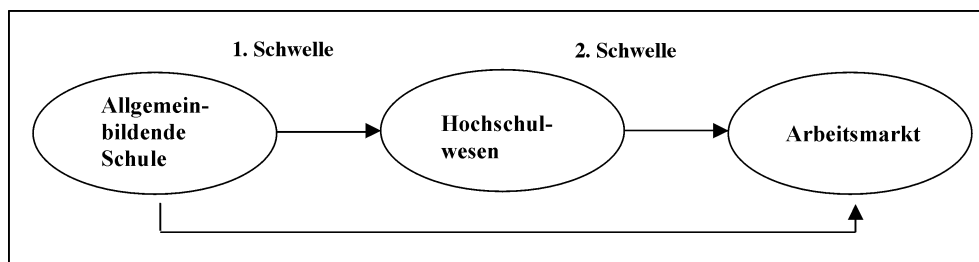 1. Schwelle
2. Schwelle
Allgemein-
bildende
Schule
Hochschul-
wesen
Arbeitsmarkt